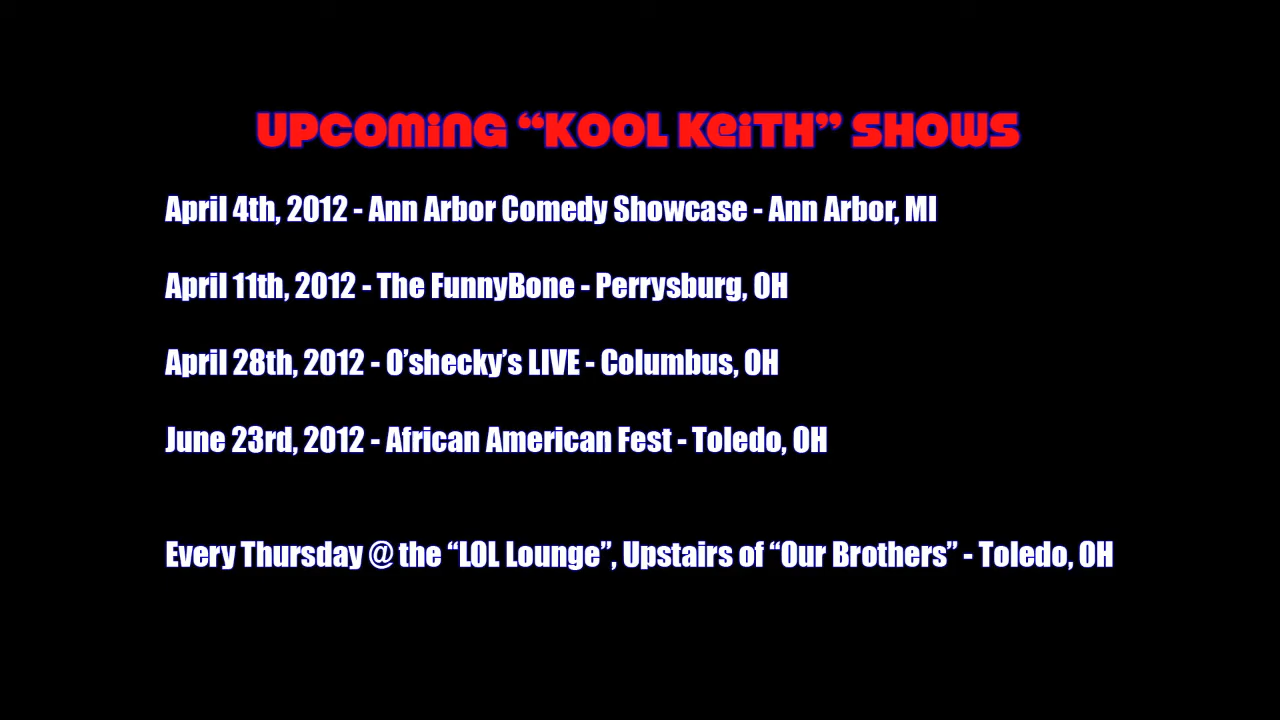 UPCOMING “KOOL KEITH” SHOWS
April 4th, 2012 - Ann Arbor Comedy Showcase - Ann Arbor, MI
April 11th, 2012 - The FunnyBone - Perrysburg, OH
April 28th, 2012 - O’shecky’s LIVE - Columbus, OH
June 23rd, 2012 - African American Fest - Toledo, OH
Every Thursday @ the “LOL Lounge”, Upstairs of “Our Brothers” - Toledo, OH